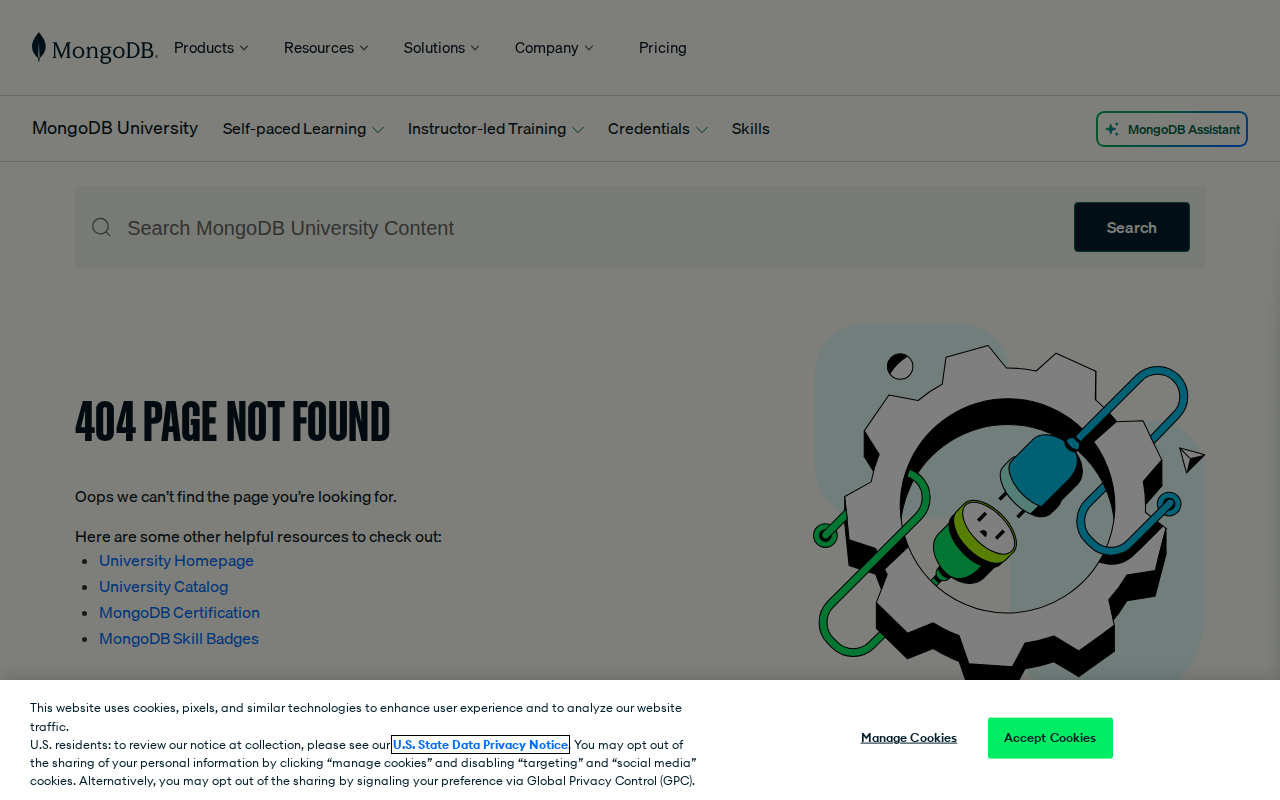 MongoDB®
Products
Resources
Solutions
Company
Pricing
MongoDB University
Self-paced Learning
Instructor-led Training
Credentials
Skills
MongoDB Assistant
Search MongoDB University Content
Search
404 PAGE NOT FOUND
Oops we can't find the page you're looking for.
Here are some other helpful resources to check out:
• University Homepage
• University Catalog
• MongoDB Certification
• MongoDB Skill Badges
This website uses cookies, pixels, and similar technologies to enhance user experience and to analyze our website
traffic.
U.S. residents: to review our notice at collection, please see our U.S. State Data Privacy Notice. You may opt out of
the sharing of your personal information by clicking “manage cookies” and disabling “targeting” and “social media”
cookies. Alternatively, you may opt out of the sharing by signaling your preference via Global Privacy Control (GPC).
Manage Cookies
Accept Cookies